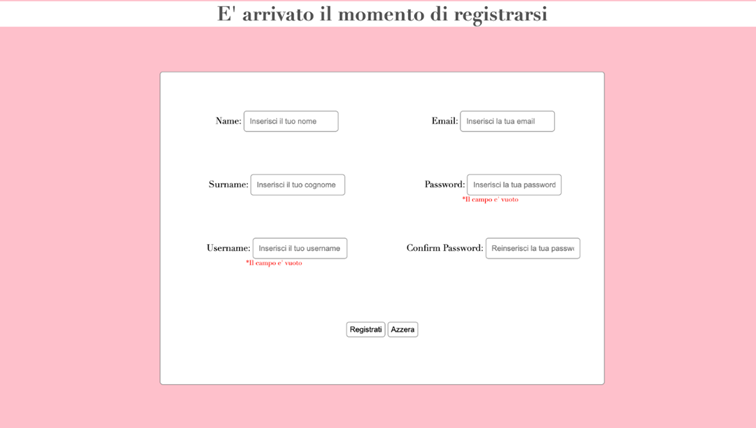 E' arrivato il momento di registrarsi
Name: Inserisci il tuo nome
Email: Inserisci la tua email
Surname: Inserisci il tuo cognome
Password: Inserisci la tua password
*Il campo e' vuoto
Username: Inserisci il tuo username
Confirm Password: Reinserisci la tua passw
*Il campo e' vuoto
Registrati Azzera